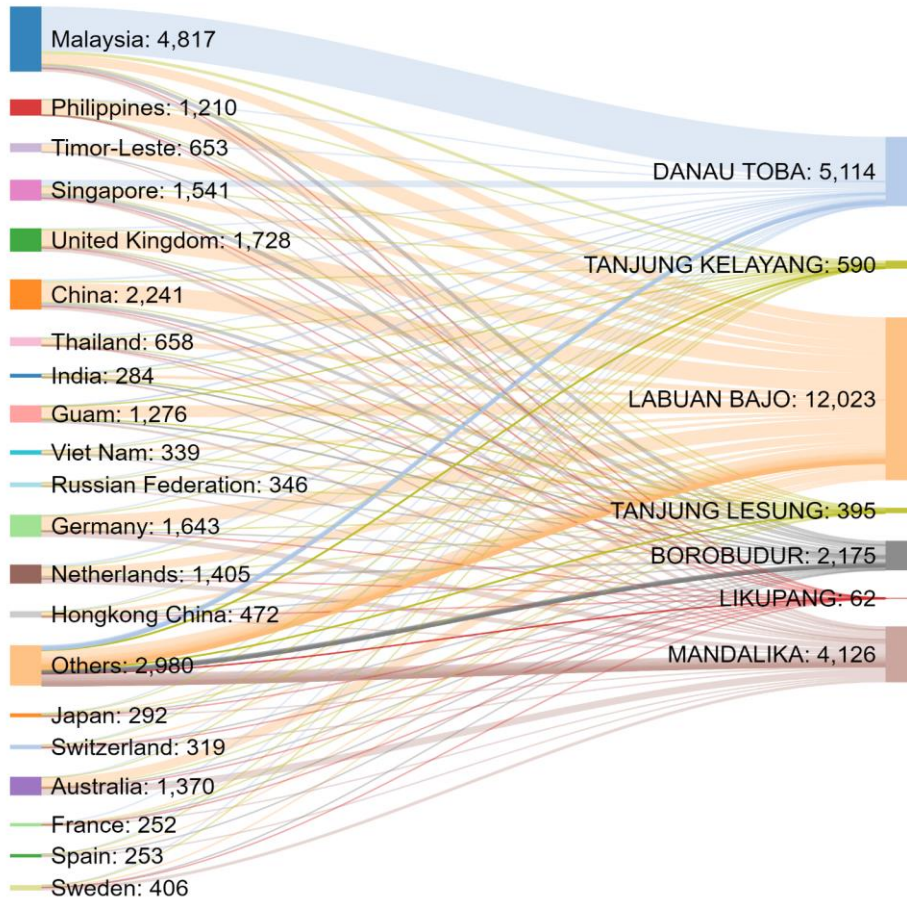 Malaysia: 4,817
Philippines: 1,210
Timor-Leste: 653
Singapore: 1,541
United Kingdom: 1,728
China: 2,241
Thailand: 658
India: 284
Guam: 1,276
Viet Nam: 339
Russian Federation: 346
Germany: 1,643
Netherlands: 1,405
Hongkong China: 472
Others: 2,980
Japan: 292
Switzerland: 319
Australia: 1,370
France: 252
Spain: 253
Sweden: 406
DANAU TOBA: 5,114
TANJUNG KELAYANG: 590
LABUAN BAJO: 12,023
TANJUNG LESUNG: 395
BOROBUDUR: 2,175
LIKUPANG: 62
MANDALIKA: 4,126